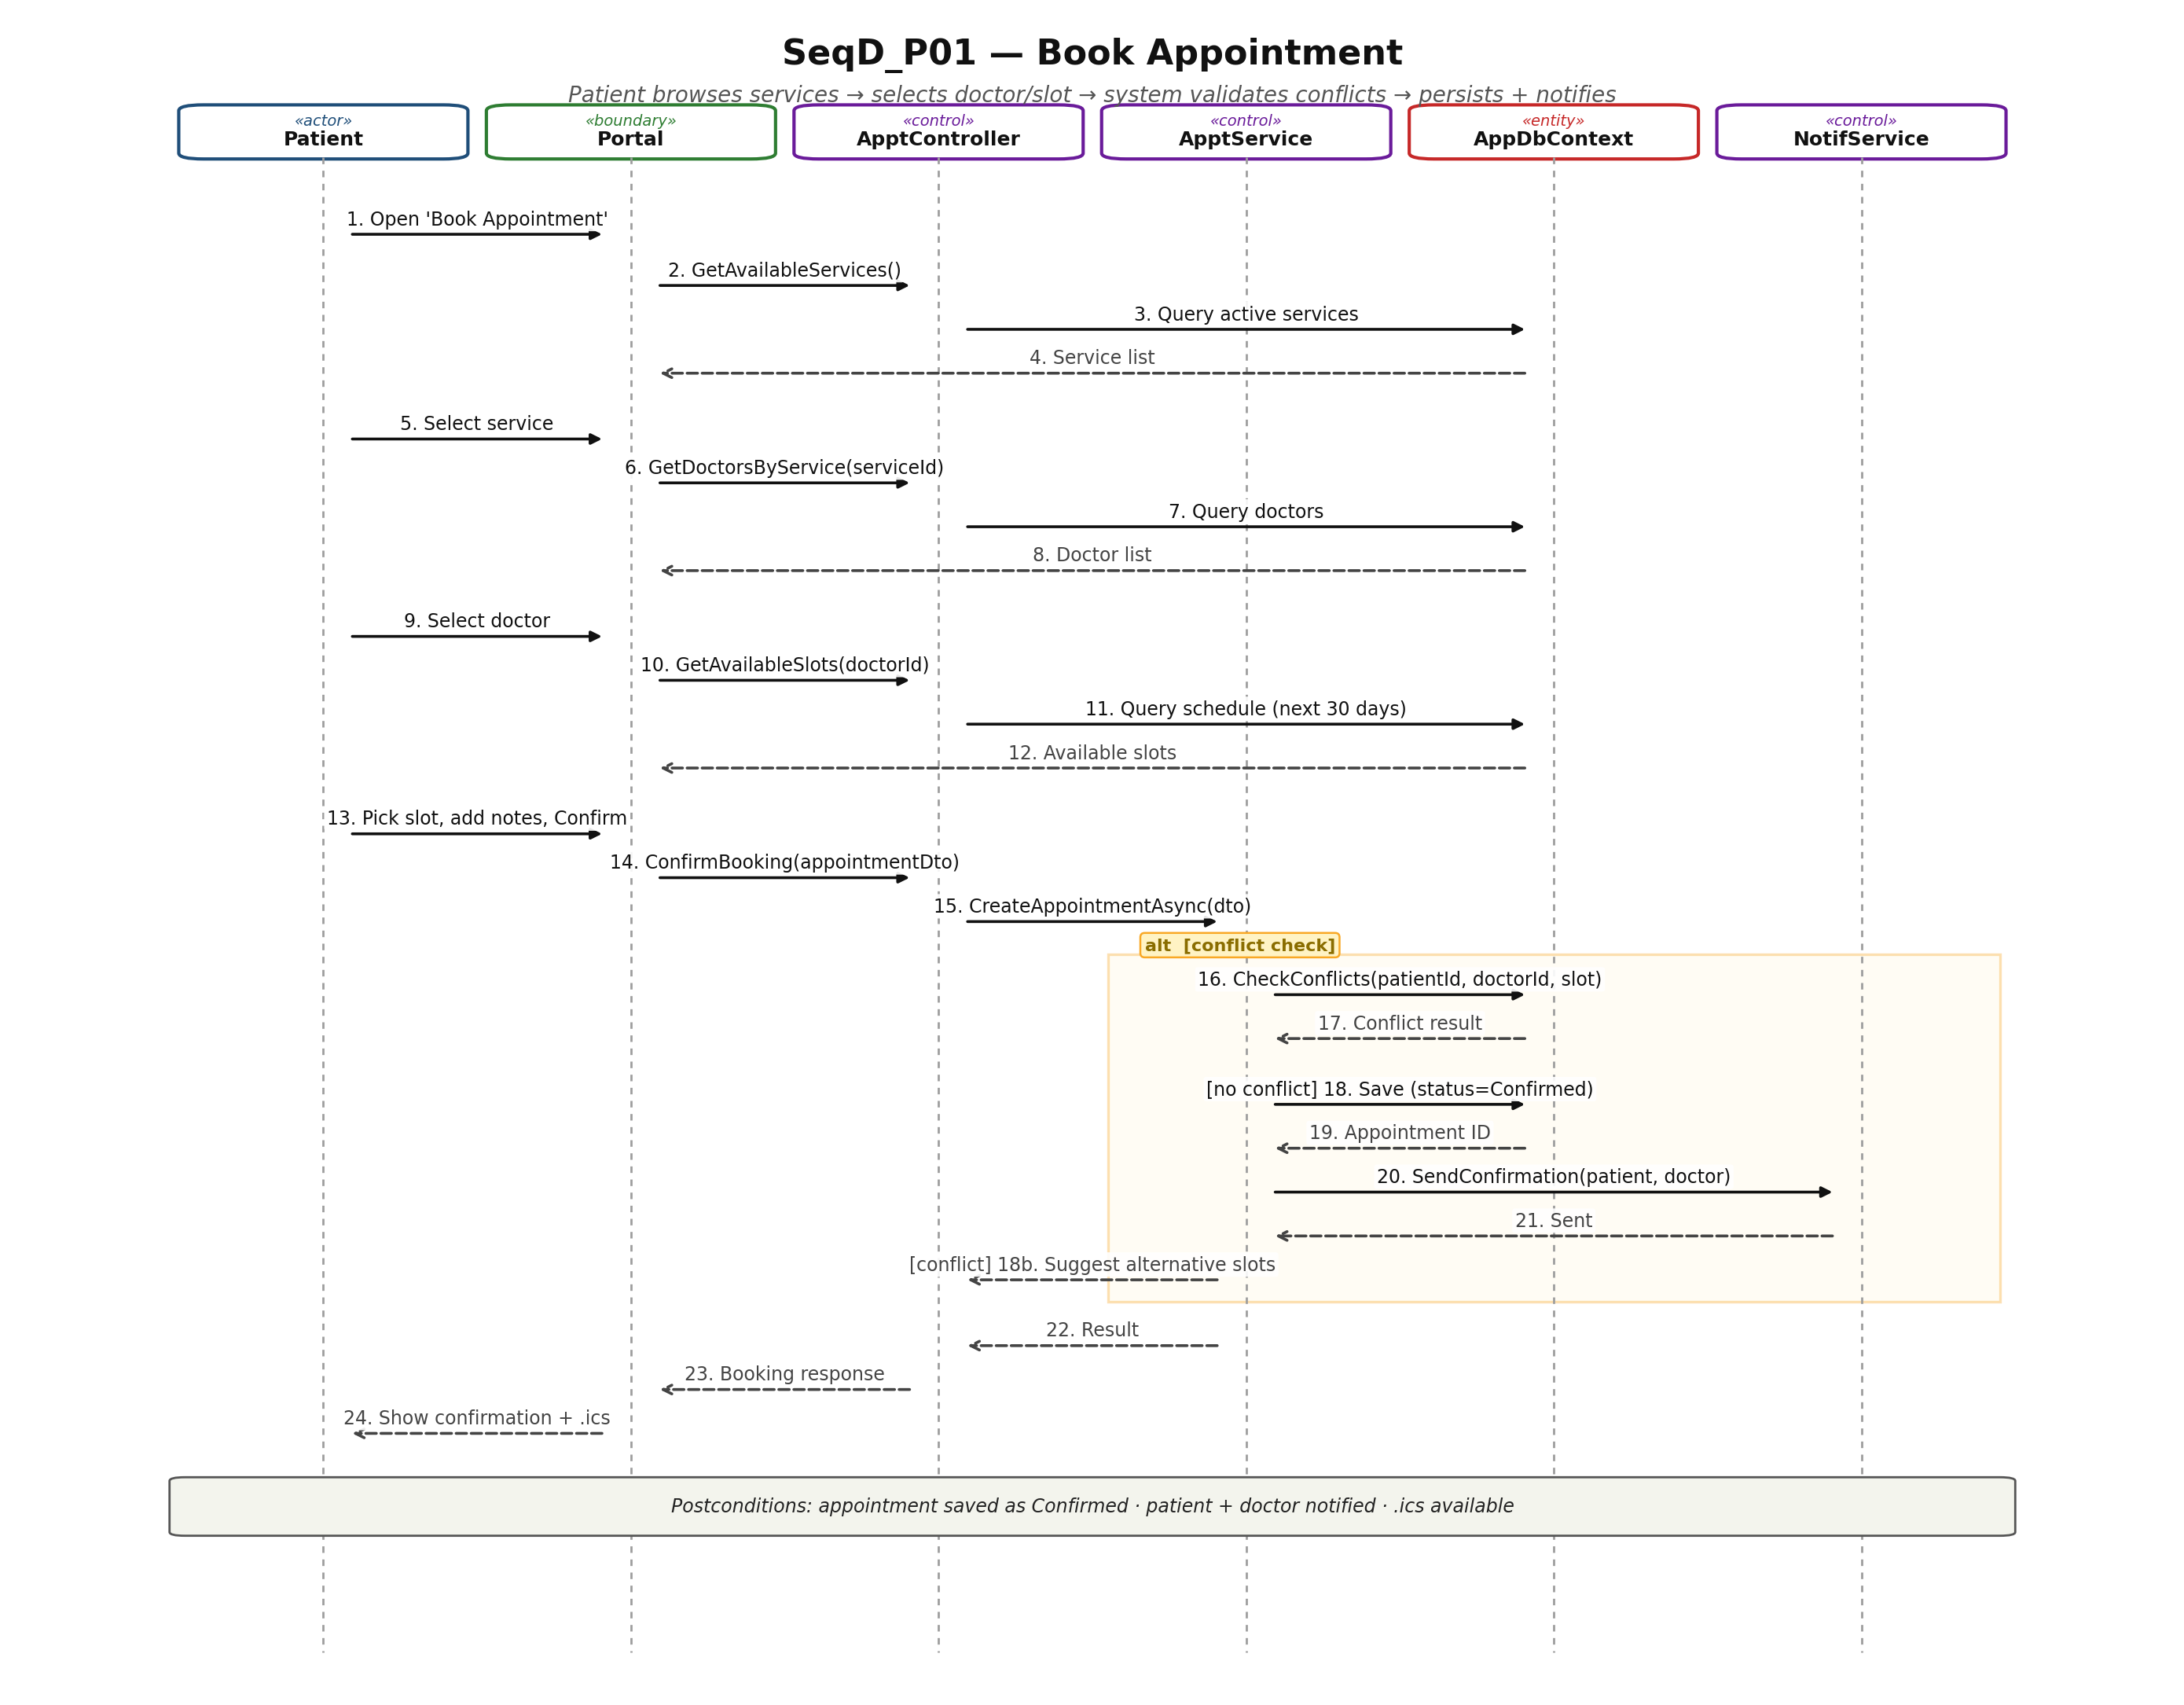 SeqD_P01 — Book Appointment
Patient browses services → selects doctor/slot → system validates conflicts → persists + notifies
«actor»
Patient
«boundary»
Portal
«control»
ApptController
«control»
ApptService
«entity»
AppDbContext
«control»
NotifService
1. Open 'Book Appointment'
2. GetAvailableServices()
3. Query active services
4. Service list
5. Select service
6. GetDoctorsByService(serviceId)
7. Query doctors
8. Doctor list
9. Select doctor
10. GetAvailableSlots(doctorId)
11. Query schedule (next 30 days)
12. Available slots
13. Pick slot, add notes, Confirm
14. ConfirmBooking(appointmentDto)
15. CreateAppointmentAsync(dto)
alt  [conflict check]
16. CheckConflicts(patientId, doctorId, slot)
17. Conflict result
[no conflict] 18. Save (status=Confirmed)
19. Appointment ID
20. SendConfirmation(patient, doctor)
21. Sent
[conflict] 18b. Suggest alternative slots
22. Result
23. Booking response
24. Show confirmation + .ics
Postconditions: appointment saved as Confirmed · patient + doctor notified · .ics available